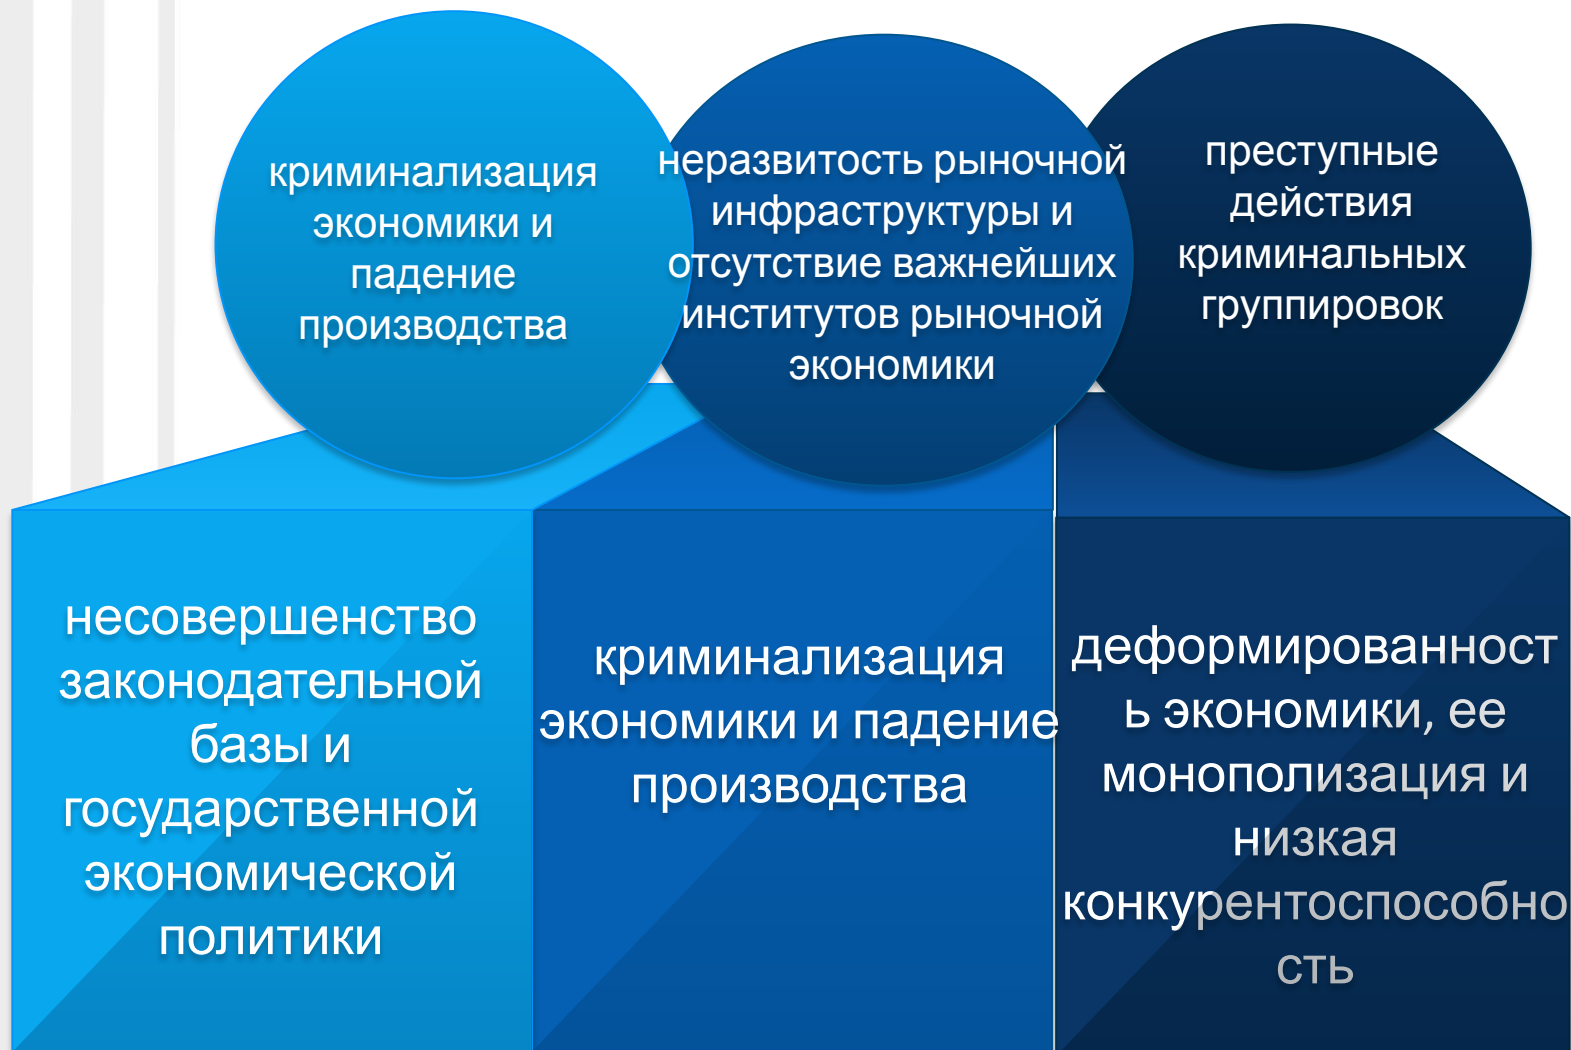 криминализация
экономики и
падение
производства
неразвитость рыночной
инфраструктуры и
отсутствие важнейших
институтов рыночной
экономики
преступные
действия
криминальных
группировок
несовершенство
законодательной
базы и
государственной
экономической
политики
криминализация
экономики и падение
производства
деформированност
ь экономики, ее
монополизация и
низкая
конкурентоспособно
сть